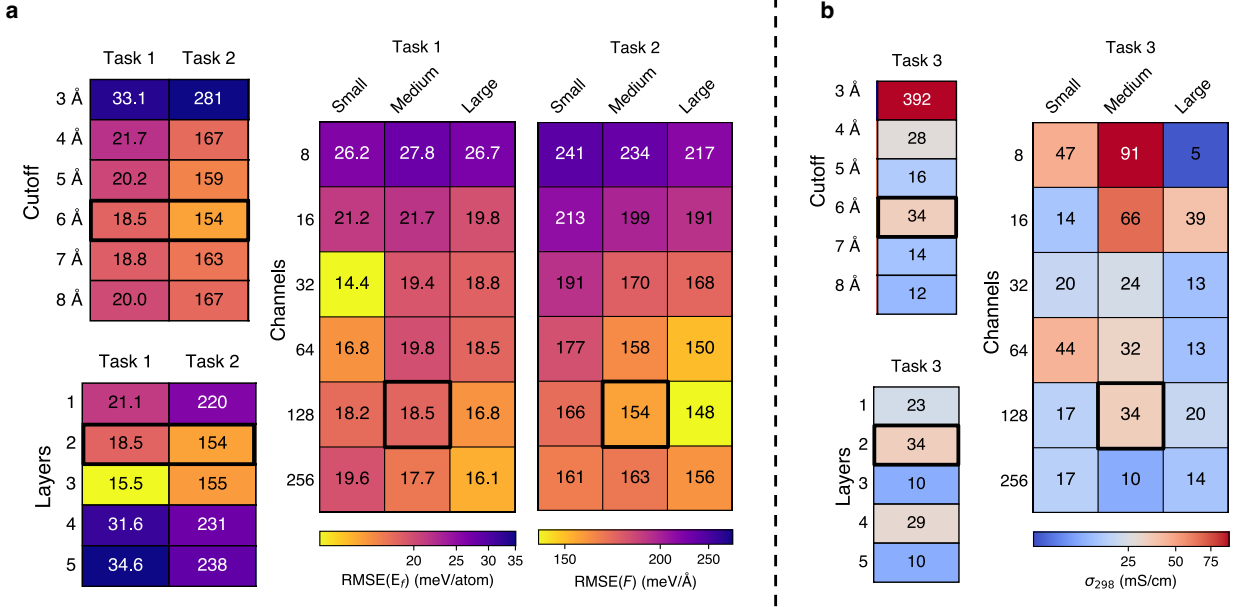 a
Task 1 Task 2
Cutoff
3 Å 33.1 281
4 Å 21.7 167
5 Å 20.2 159
6 Å 18.5 154
7 Å 18.8 163
8 Å 20.0 167
Task 1 Task 2
Layers
1 21.1 220
2 18.5 154
3 15.5 155
4 31.6 231
5 34.6 238
Task 1 Task 2
Small Medium Large Small Medium Large
Channels
8 26.2 27.8 26.7 241 234 217
16 21.2 21.7 19.8 213 199 191
32 14.4 19.4 18.8 191 170 168
64 16.8 19.8 18.5 177 158 150
128 18.2 18.5 16.8 166 154 148
256 19.6 17.7 16.1 161 163 156
20 25 30 35
RMSE(E_f) (meV/atom)
150 200 250
RMSE(F) (meV/Å)
b
Task 3
Cutoff
3 Å 392
4 Å 28
5 Å 16
6 Å 34
7 Å 14
8 Å 12
Task 3
Layers
1 23
2 34
3 10
4 29
5 10
Task 3
Small Medium Large
Channels
8 47 91 5
16 14 66 39
32 20 24 13
64 44 32 13
128 17 34 20
256 17 10 14
25 50 75
σ298 (mS/cm)